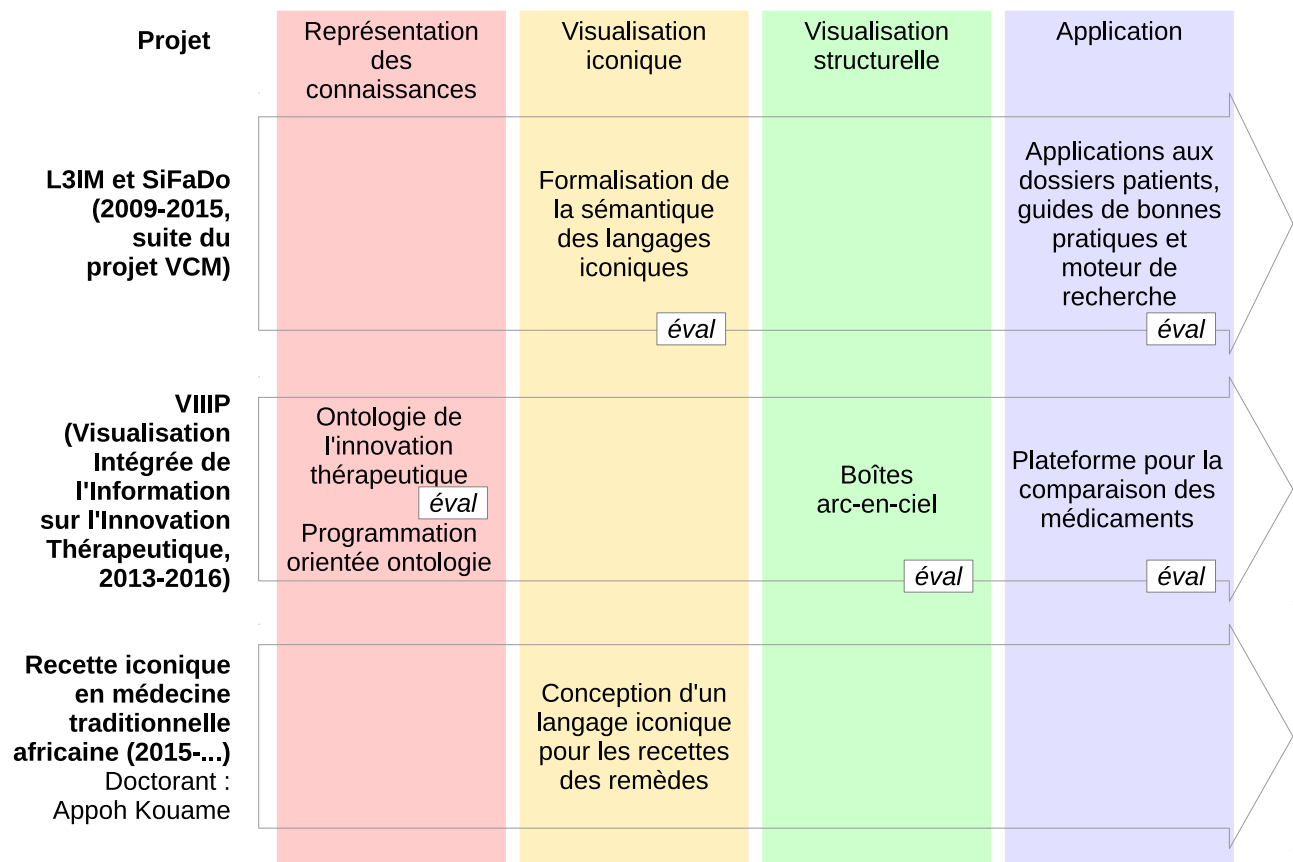 Projet
Représentation
des
connaissances
Visualisation
iconique
Visualisation
structurelle
Application
L3IM et SiFaDo
(2009-2015,
suite du
projet VCM)
Formalisation de
la sémantique
des langages
iconiques
éval
Applications aux
dossiers patients,
guides de bonnes
pratiques et
moteur de
recherche
éval
VIIIP
(Visualisation
Intégrée de
l'Information
sur l'Innovation
Thérapeutique,
2013-2016)
Ontologie de
l'innovation
thérapeutique
éval
Programmation
orientée ontologie
Boîtes
arc-en-ciel
éval
Plateforme pour la
comparaison des
médicaments
éval
Recette iconique
en médecine
traditionnelle
africaine (2015-...)
Doctorant :
Appoh Kouame
Conception d'un
langage iconique
pour les recettes
des remèdes